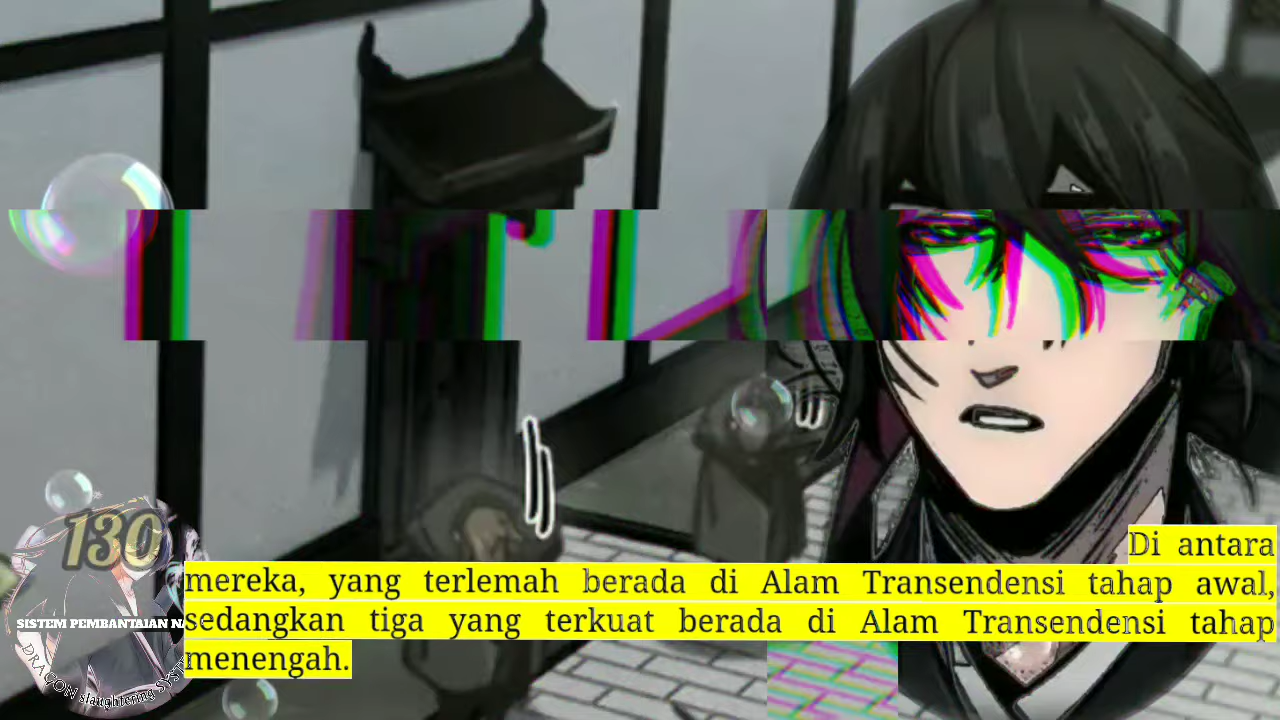 130
SISTEM PEMBANTAIAN NA
DRAGON slaughtering SYST
Di antara
mereka, yang terlemah berada di Alam Transendensi tahap awal,
sedangkan tiga yang terkuat berada di Alam Transendensi tahap
menengah.